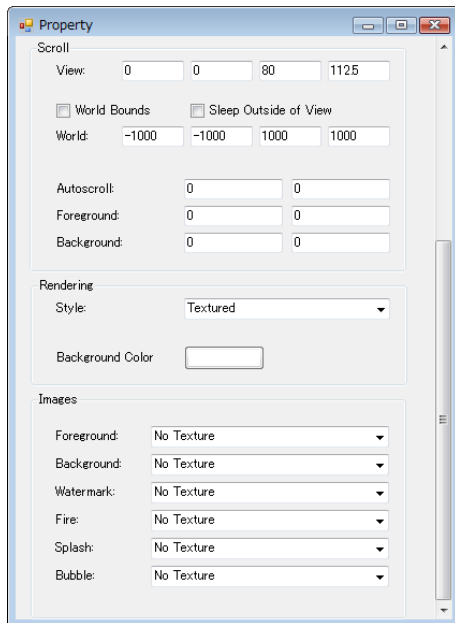 Property
Scroll
View: 0 0 80 112.5
World Bounds Sleep Outside of View
World: -1000 -1000 1000 1000
Autoscroll: 0 0
Foreground: 0 0
Background: 0 0
Rendering
Style: Textured
Background Color
Images
Foreground: No Texture
Background: No Texture
Watermark: No Texture
Fire: No Texture
Splash: No Texture
Bubble: No Texture